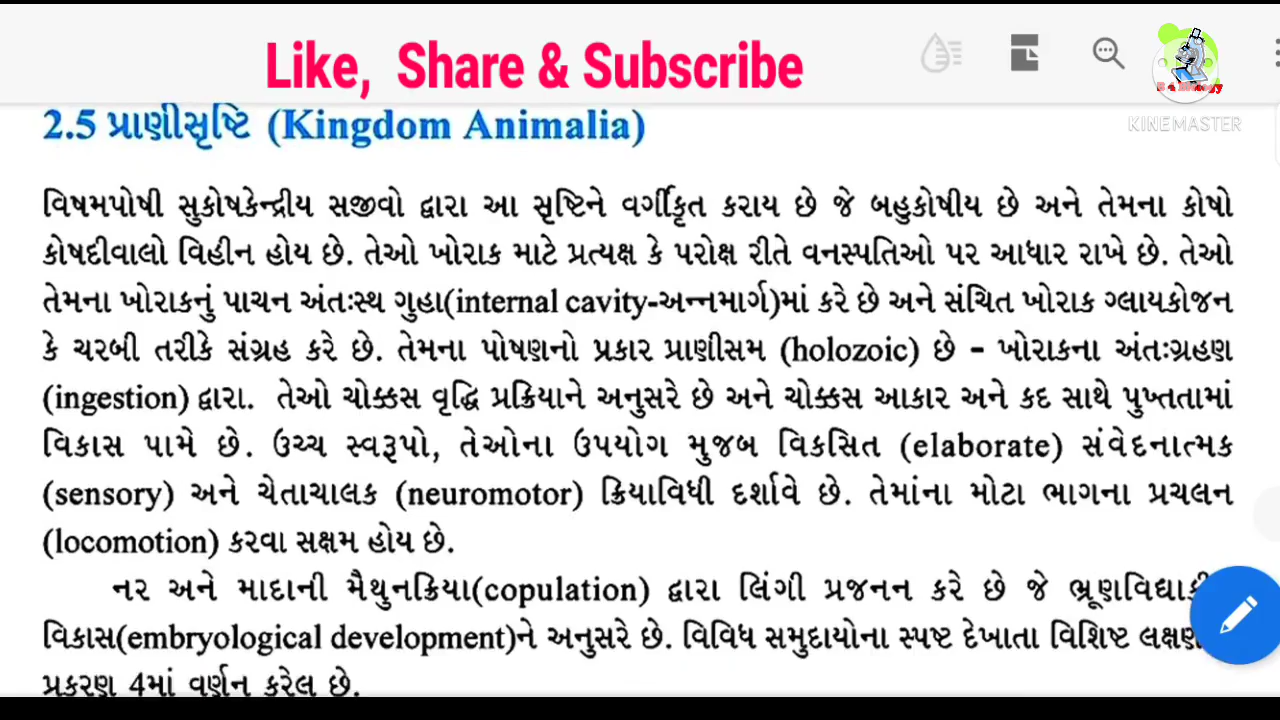 Like, Share & Subscribe
KINEMASTER
2.5 પ્રાણીસૃષ્ટિ (Kingdom Animalia)
વિષમપોષી સુકોષકેન્દ્રીય સજીવો દ્વારા આ સૃષ્ટિને વર્ગીકૃત કરાય છે જે બહુકોષીય છે અને તેમના કોષો
કોષદીવાલો વિહીન હોય છે. તેઓ ખોરાક માટે પ્રત્યક્ષ કે પરોક્ષ રીતે વનસ્પતિઓ પર આધાર રાખે છે. તેઓ
તેમના ખોરાકનું પાચન અંતઃસ્થ ગુહા(internal cavity-અન્નમાર્ગ)માં કરે છે અને સંચિત ખોરાક ગ્લાયકોજન
કે ચરબી તરીકે સંગ્રહ કરે છે. તેમના પોષણનો પ્રકાર પ્રાણીસમ (holozoic) છે – ખોરાકના અંતઃગ્રહણ
(ingestion) દ્વારા. તેઓ ચોક્કસ વૃદ્ધિ પ્રક્રિયાને અનુસરે છે અને ચોક્કસ આકાર અને કદ સાથે પુખ્તતામાં
વિકાસ પામે છે. ઉચ્ચ સ્વરૂપો, તેઓના ઉપયોગ મુજબ વિકસિત (elaborate) સંવેદનાત્મક
(sensory) અને ચેતાચાલક (neuromotor) ક્રિયાવિધી દર્શાવે છે. તેમાંના મોટા ભાગના પ્રચલન
(locomotion) કરવા સક્ષમ હોય છે.
નર અને માદાની મૈથુનક્રિયા(copulation) દ્વારા લિંગી પ્રજનન કરે છે જે
વિકાસ(embryological development)ને અનુસરે છે. વિવિધ સમુદાયોના સ્પષ્ટ દેખાતા વિશિષ્ટ
પ્રકરણ 4માં વર્ણન કરેલ છે.